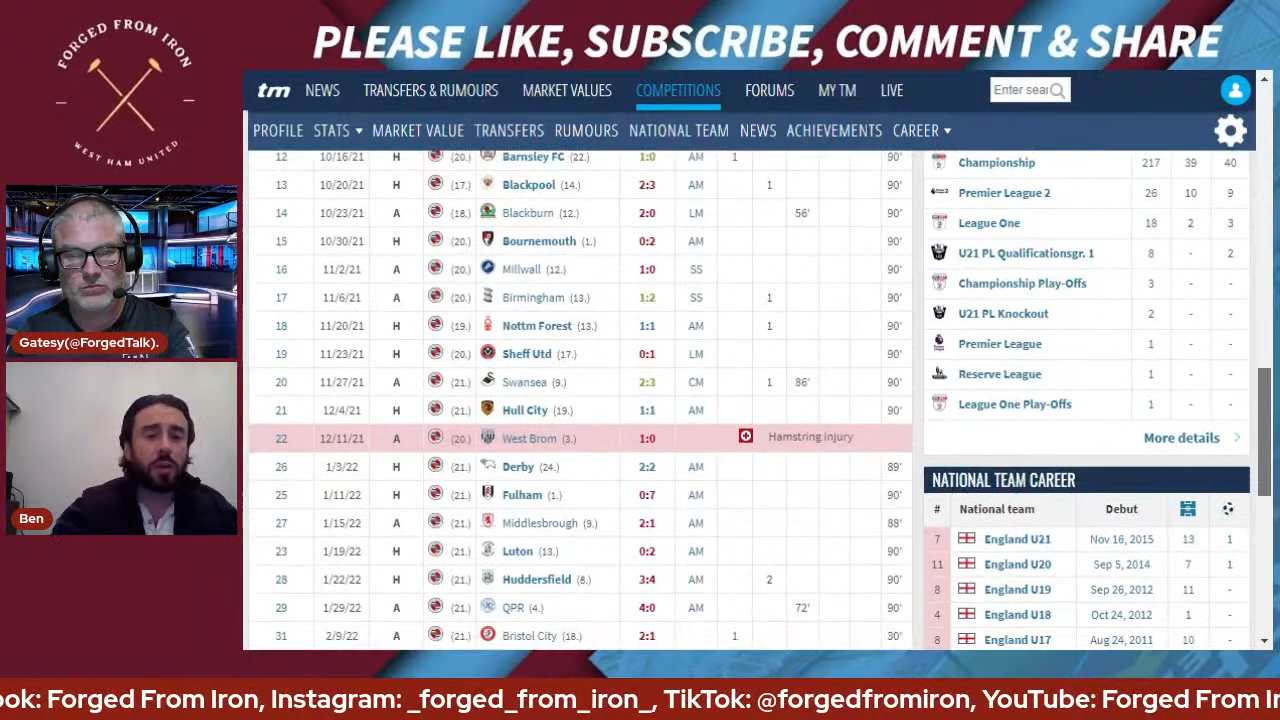 FORGED FROM IRON
WEST HAM UNITED
PLEASE LIKE, SUBSCRIBE, COMMENT & SHARE
tm NEWS TRANSFERS & RUMOURS MARKET VALUES COMPETITIONS FORUMS MY TM LIVE Enter sear
PROFILE STATS MARKET VALUE TRANSFERS RUMOURS NATIONAL TEAM NEWS ACHIEVEMENTS CAREER
12 10/16/21 H (20.) Barnsley FC (22.) 1:0 AM 1 90'
13 10/20/21 H (17.) Blackpool (14.) 2:3 AM 1 90'
14 10/23/21 A (18.) Blackburn (12.) 2:0 LM 56' 90'
15 10/30/21 H (20.) Bournemouth (1.) 0:2 AM 90'
16 11/2/21 A (20.) Millwall (12.) 1:0 SS 90'
17 11/6/21 A (20.) Birmingham (13.) 1:2 SS 1 90'
18 11/20/21 H (19.) Nottm Forest (13.) 1:1 AM 1 90'
19 11/23/21 H (20.) Sheff Utd (17.) 0:1 LM 90'
20 11/27/21 A (21.) Swansea (9.) 2:3 CM 1 86' 90'
21 12/4/21 H (21.) Hull City (19.) 1:1 AM 90'
22 12/11/21 A (20.) West Brom (3.) 1:0 Hamstring injury
26 1/3/22 H (21.) Derby (24.) 2:2 AM 89'
25 1/11/22 H (21.) Fulham (1.) 0:7 AM 90'
27 1/15/22 A (21.) Middlesbrough (9.) 2:1 AM 88'
23 1/19/22 H (21.) Luton (13.) 0:2 AM 90'
28 1/22/22 H (21.) Huddersfield (8.) 3:4 AM 2 90'
29 1/29/22 A (21.) QPR (4.) 4:0 AM 72' 90'
31 2/9/22 A (21.) Bristol City (18.) 2:1 AM 1 30'
Championship 217 39 40
Premier League 2 26 10 9
League One 18 2 3
U21 PL Qualificationsgr. 1 8 - 2
Championship Play-Offs 3 - -
U21 PL Knockout 2 - -
Premier League 1 - -
Reserve League 1 - -
League One Play-Offs 1 - -
More details
NATIONAL TEAM CAREER
# National team Debut
7 England U21 Nov 16, 2015 13 1
11 England U20 Sep 5, 2014 7 1
8 England U19 Sep 26, 2012 11 -
4 England U18 Oct 24, 2012 1 -
8 England U17 Aug 24, 2011 10 -
Gatesy(@ForgedTalk).
Ben
ook: Forged From Iron, Instagram: _forged_from_iron_, TikTok: @forgedfromiron, YouTube: Forged From Ir